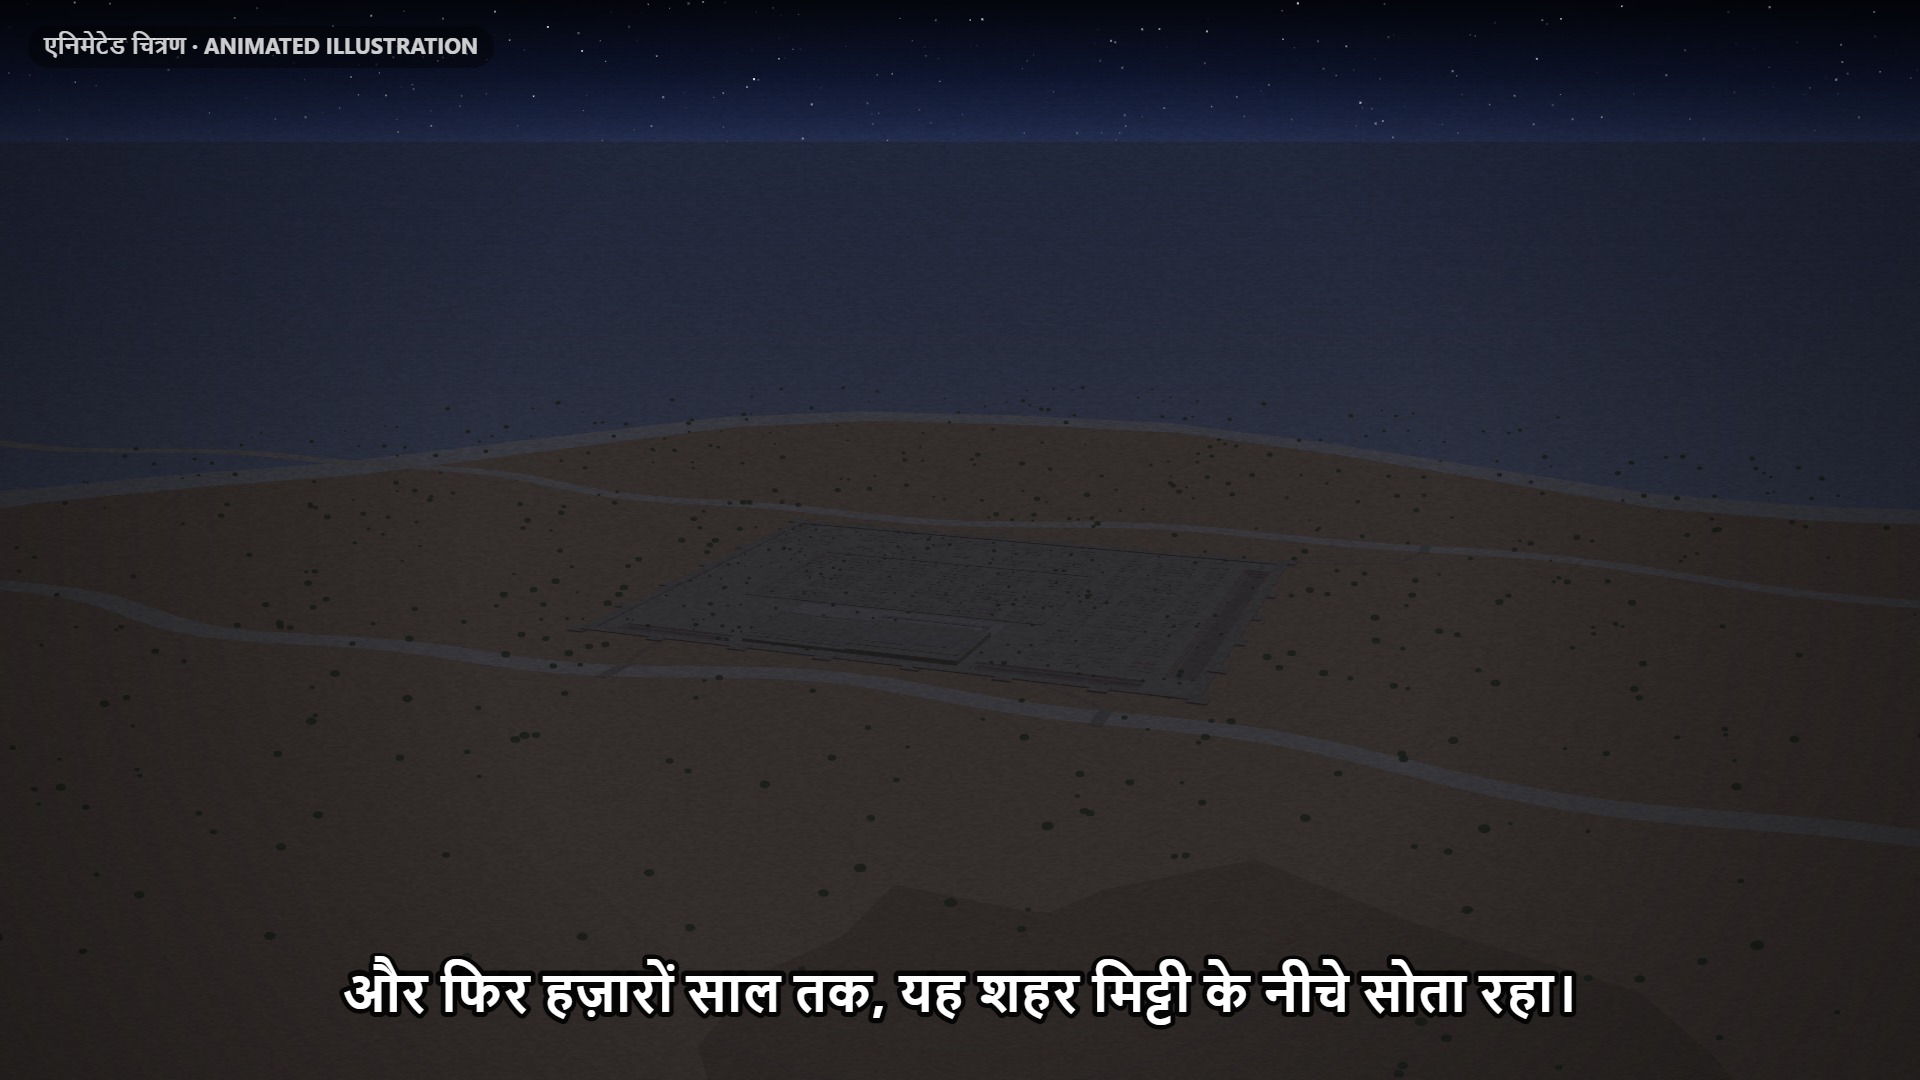 एनिमेटेड चित्रण · ANIMATED ILLUSTRATION
और फिर हज़ारों साल तक, यह शहर मिट्टी के नीचे सोता रहा।